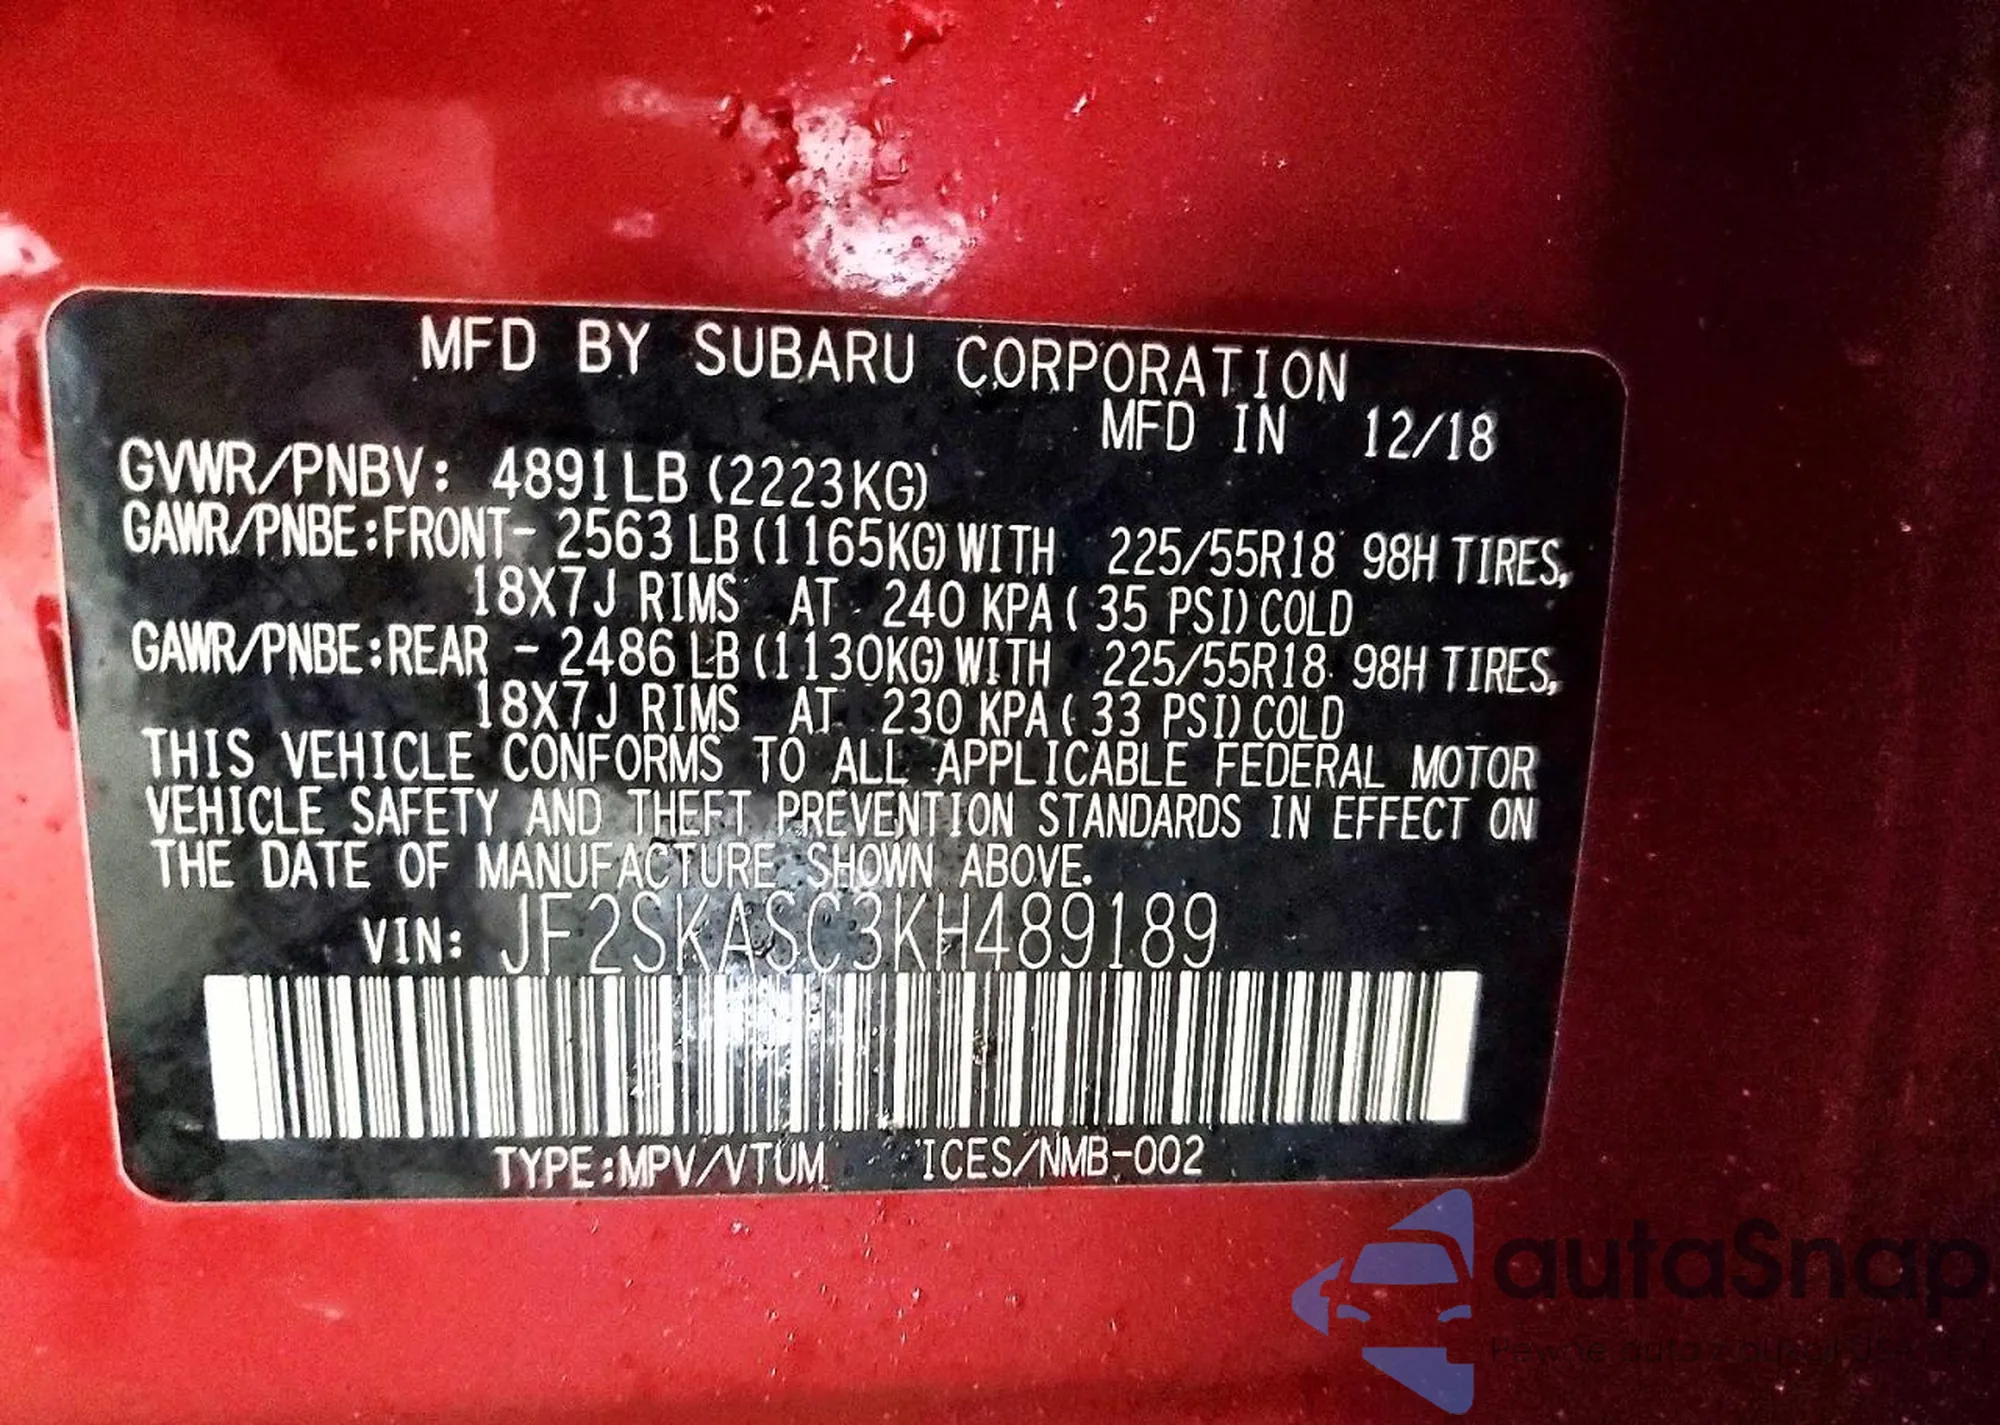 MFD BY SUBARU CORPORATION
MFD IN 12/18
GVWR/PNBV: 4891LB (2223KG)
GAWR/PNBE:FRONT- 2563 LB (1165KG) WITH 225/55R18 98H TIRES,
18X7J RIMS AT 240 KPA ( 35 PSI) COLD
GAWR/PNBE:REAR - 2486 LB (1130KG) WITH 225/55R18 98H TIRES,
18X7J RIMS AT 230 KPA ( 33 PSI) COLD
THIS VEHICLE CONFORMS TO ALL APPLICABLE FEDERAL MOTOR
VEHICLE SAFETY AND THEFT PREVENTION STANDARDS IN EFFECT ON
THE DATE OF MANUFACTURE SHOWN ABOVE.
VIN: JF2SKASC3KH489189
TYPE:MPV/VTUM ICES/NMB-002
autaSnap
Pewne auta z